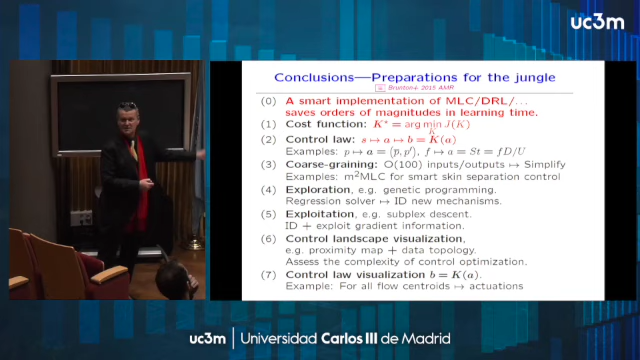 uc3m
Conclusions—Preparations for the jungle
Brunton+ 2015 AMR
(0) A smart implementation of MLC/DRL/...
saves orders of magnitudes in learning time.
(1) Cost function: K* = arg min J(K)
K
(2) Control law: s ↦ a ↦ b = K(a)
Examples: p ↦ a = (p̄, p′), f ↦ a = St = fD/U
(3) Coarse-graining: O(100) inputs/outputs ↦ Simplify
Examples: m²MLC for smart skin separation control
(4) Exploration, e.g. genetic programming.
Regression solver ↦ ID new mechanisms.
(5) Exploitation, e.g. subplex descent.
ID + exploit gradient information.
(6) Control landscape visualization,
e.g. proximity map + data topology.
Assess the complexity of control optimization.
(7) Control law visualization b = K(a).
Example: For all flow centroids ↦ actuations
uc3m | Universidad Carlos III de Madrid